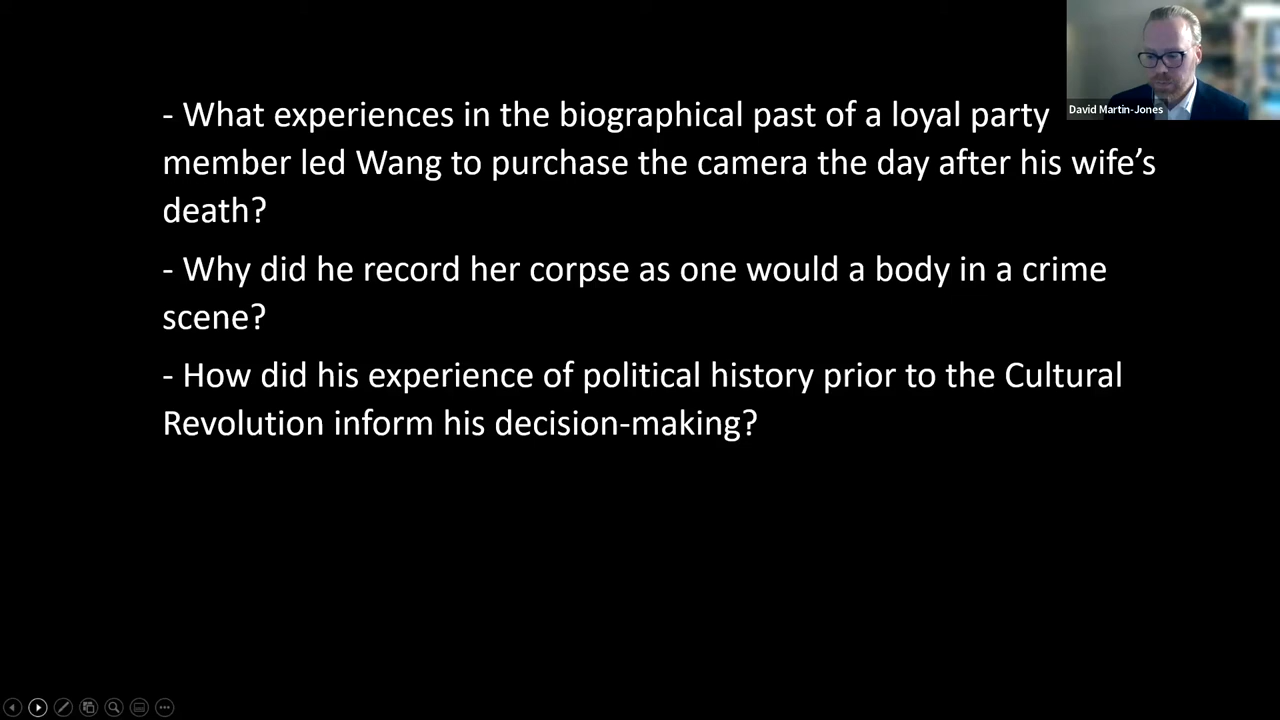 - What experiences in the biographical past of a loyal party
David Martin-Jones
member led Wang to purchase the camera the day after his wife’s
death?
- Why did he record her corpse as one would a body in a crime
scene?
- How did his experience of political history prior to the Cultural
Revolution inform his decision-making?